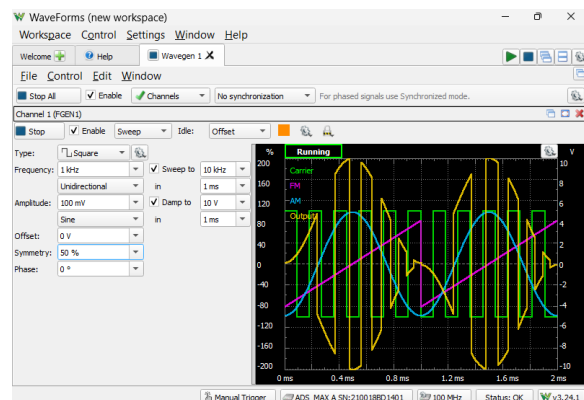 WaveForms (new workspace)
Workspace Control Settings Window Help
Welcome Help Wavegen 1 X
File Control Edit Window
Stop All Enable Channels No synchronization For phased signals use Synchronized mode.
Channel 1 (FGEN1)
Stop Enable Sweep Idle: Offset
Type: Square
Frequency: 1 kHz Sweep to 10 kHz
Unidirectional in 1 ms
Amplitude: 100 mV Damp to 10 V
Sine in 1 ms
Offset: 0 V
Symmetry: 50 %
Phase: 0 °
% Running V
200 Carrier 10
160 FM 8
AM
120 Output 6
80 4
40 2
0 0
-40 -2
-80 -4
-120 -6
-160 -8
-200 -10
0 ms 0.4 ms 0.8 ms 1.2 ms 1.6 ms 2 ms
Manual Trigger ADS MAX A SN:210018BD1401 100 MHz Status: OK v3.24.1